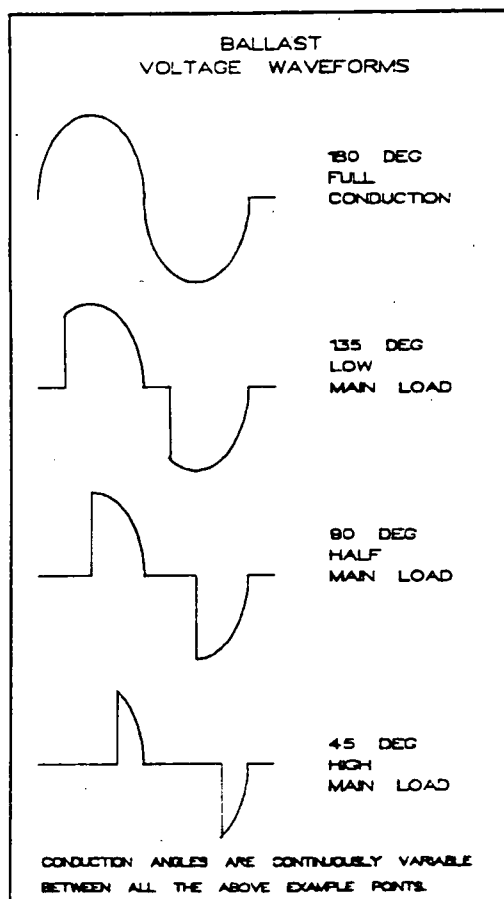 BALLAST
VOLTAGE WAVEFORMS
180 DEG
FULL
CONDUCTION
135 DEG
LOW
MAIN LOAD
90 DEG
HALF
MAIN LOAD
45 DEG
HIGH
MAIN LOAD
CONDUCTION ANGLES ARE CONTINUOUSLY VARIABLE
BETWEEN ALL THE ABOVE EXAMPLE POINTS.